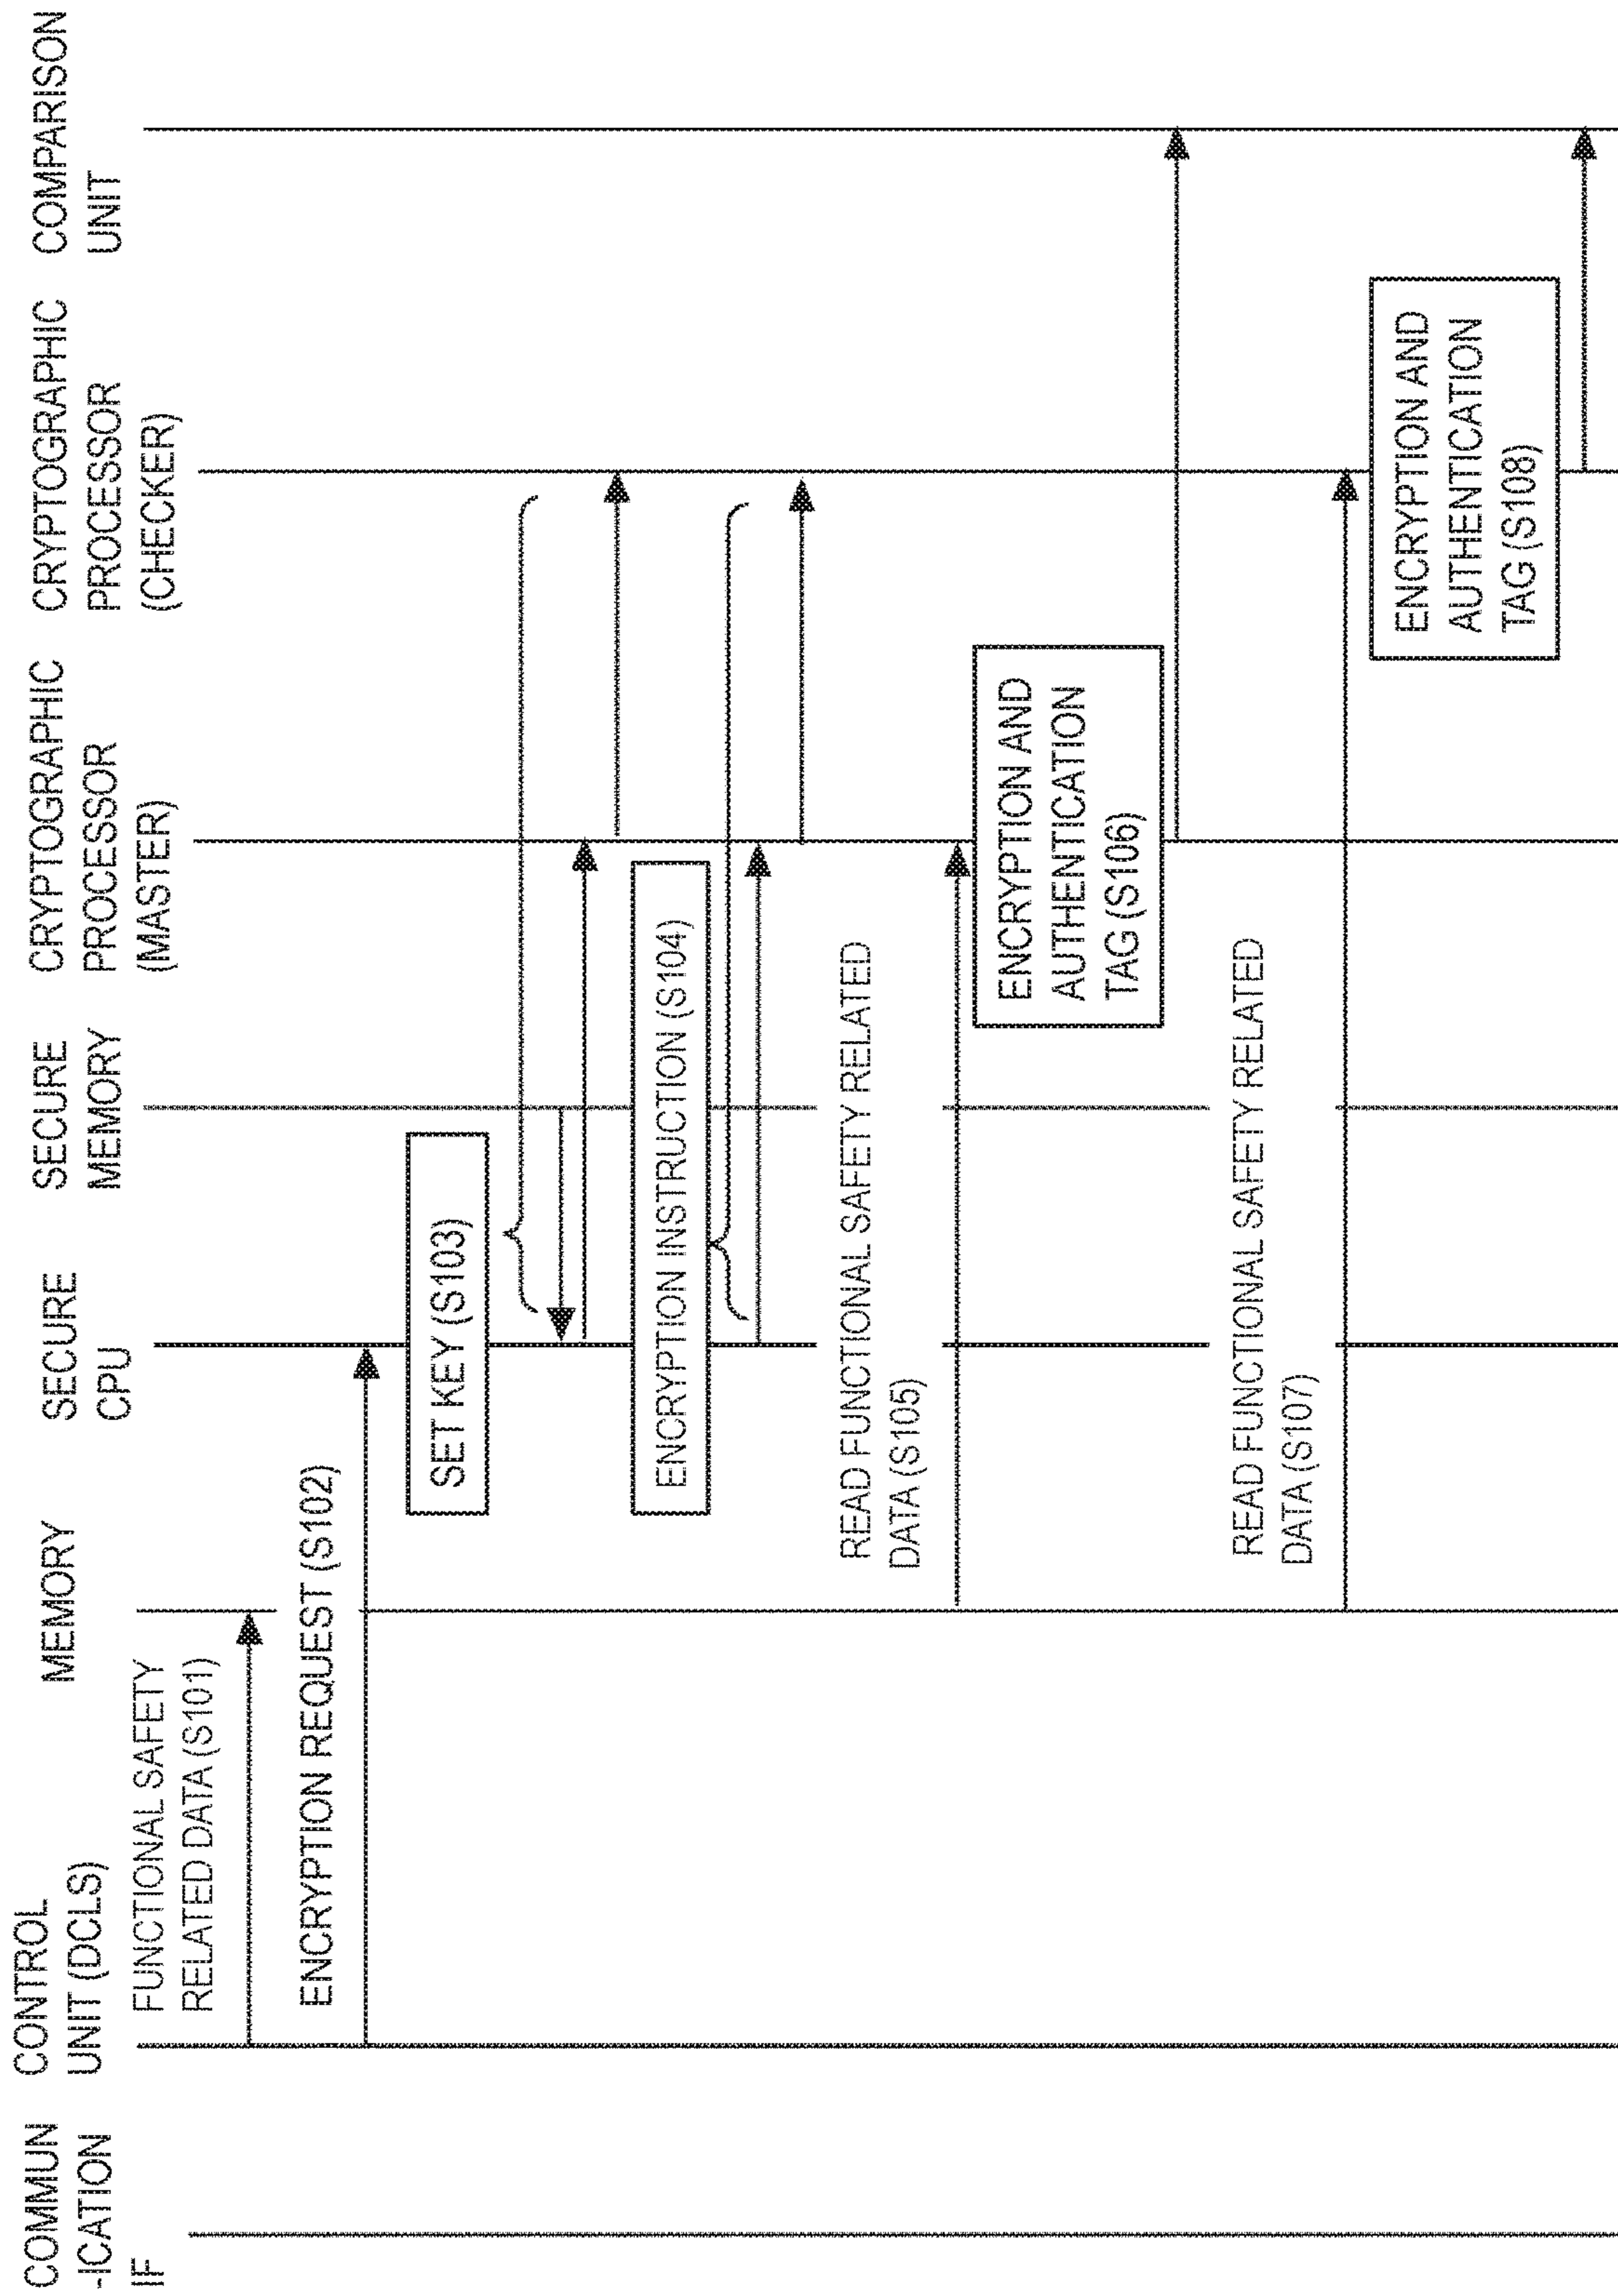 COMMUN
-ICATION
IF
CONTROL
UNIT (DCLS)
MEMORY
SECURE
CPU
SECURE
MEMORY
CRYPTOGRAPHIC
PROCESSOR
(MASTER)
CRYPTOGRAPHIC
PROCESSOR
(CHECKER)
COMPARISON
UNIT
FUNCTIONAL SAFETY
RELATED DATA (S101)
ENCRYPTION REQUEST (S102)
SET KEY (S103)
ENCRYPTION INSTRUCTION (S104)
READ FUNCTIONAL SAFETY RELATED
DATA (S105)
ENCRYPTION AND
AUTHENTICATION
TAG (S106)
READ FUNCTIONAL SAFETY RELATED
DATA (S107)
ENCRYPTION AND
AUTHENTICATION
TAG (S108)